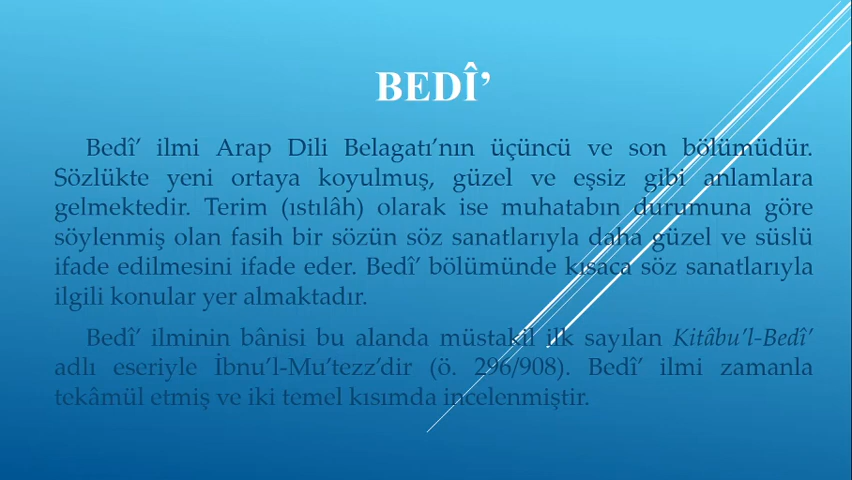 BEDÎ’
Bedî’ ilmi Arap Dili Belagatı’nın üçüncü ve son bölümüdür.
Sözlükte yeni ortaya koyulmuş, güzel ve eşsiz gibi anlamlara
gelmektedir. Terim (ıstılâh) olarak ise muhatabın durumuna göre
söylenmiş olan fasih bir sözün söz sanatlarıyla daha güzel ve süslü
ifade edilmesini ifade eder. Bedî’ bölümünde kısaca söz sanatlarıyla
ilgili konular yer almaktadır.
Bedî’ ilminin bânisi bu alanda müstakil ilk sayılan Kitâbu’l-Bedî’
adlı eseriyle İbnu’l-Mu’tezz’dir (ö. 296/908). Bedî’ ilmi zamanla
tekâmül etmiş ve iki temel kısımda incelenmiştir.